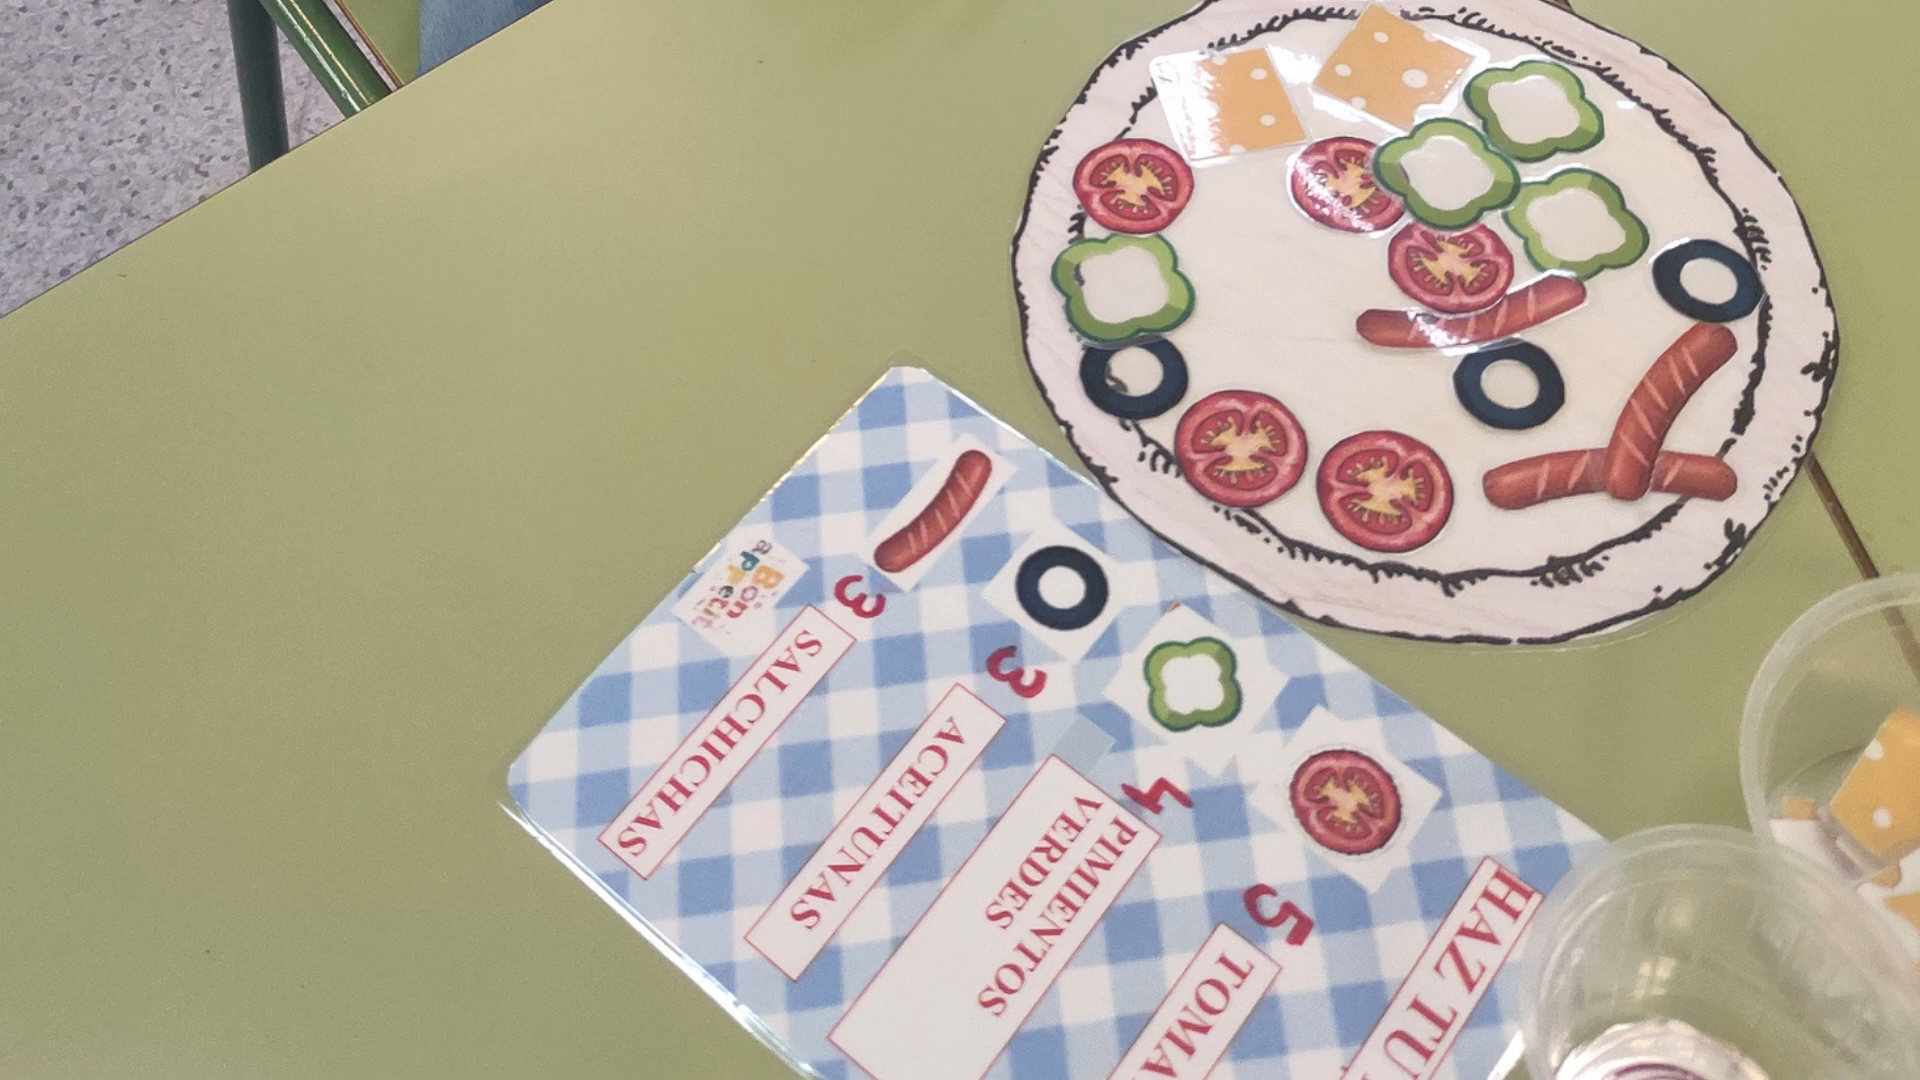 HAZ TU
TOMA
5
PIMIENTOS
VERDES
4
ACEITUNAS
3
SALCHICHAS
3
Bon
appetit